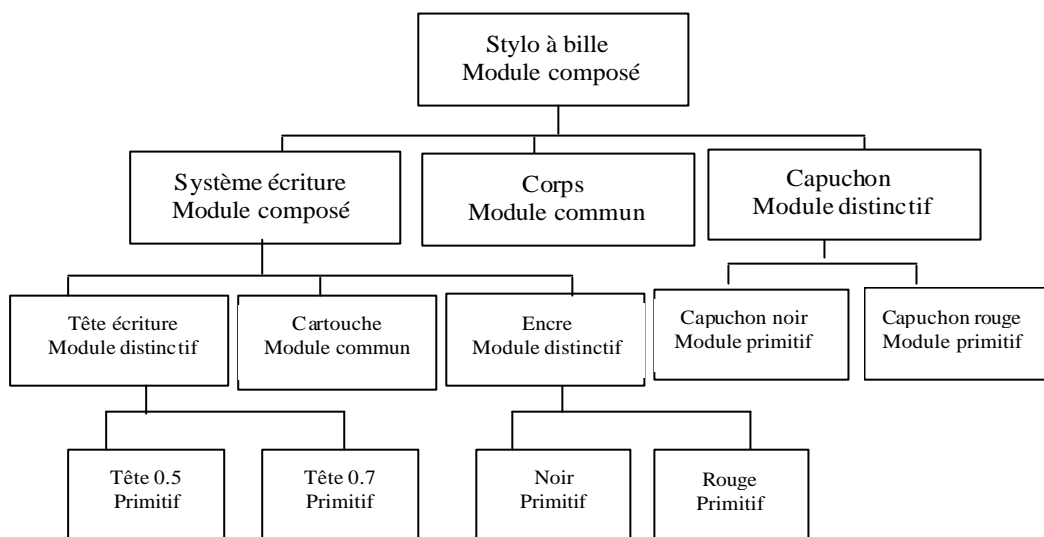 Stylo à bille
Module composé
Système écriture
Module composé
Corps
Module commun
Capuchon
Module distinctif
Tête écriture
Module distinctif
Cartouche
Module commun
Encre
Module distinctif
Capuchon noir
Module primitif
Capuchon rouge
Module primitif
Tête 0.5
Primitif
Tête 0.7
Primitif
Noir
Primitif
Rouge
Primitif